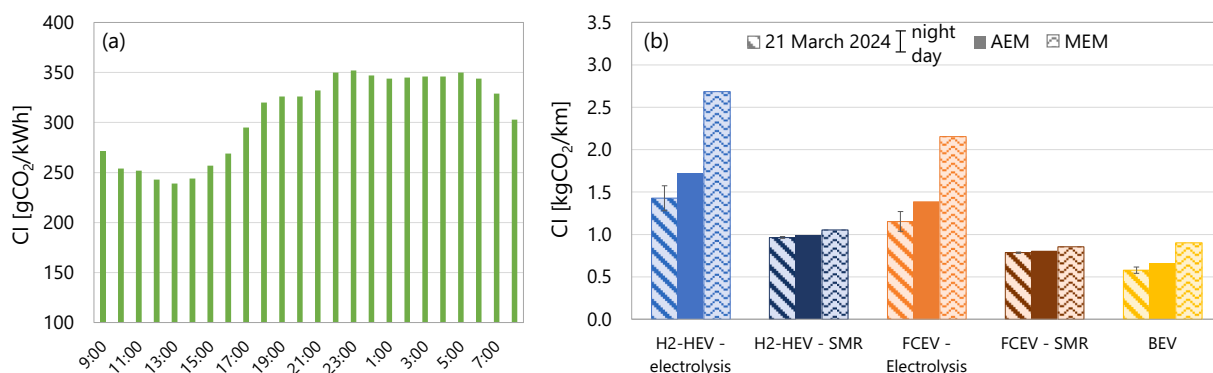 (a)
CI [gCO₂/kWh]
400
350
300
250
200
150
100
9:00
11:00
13:00
15:00
17:00
19:00
21:00
23:00
1:00
3:00
5:00
7:00
(b)
21 March 2024
night
day
AEM
MEM
CI [kgCO₂/km]
3.5
3.0
2.5
2.0
1.5
1.0
0.5
0.0
H2-HEV -
electrolysis
H2-HEV - SMR
FCEV -
Electrolysis
FCEV - SMR
BEV